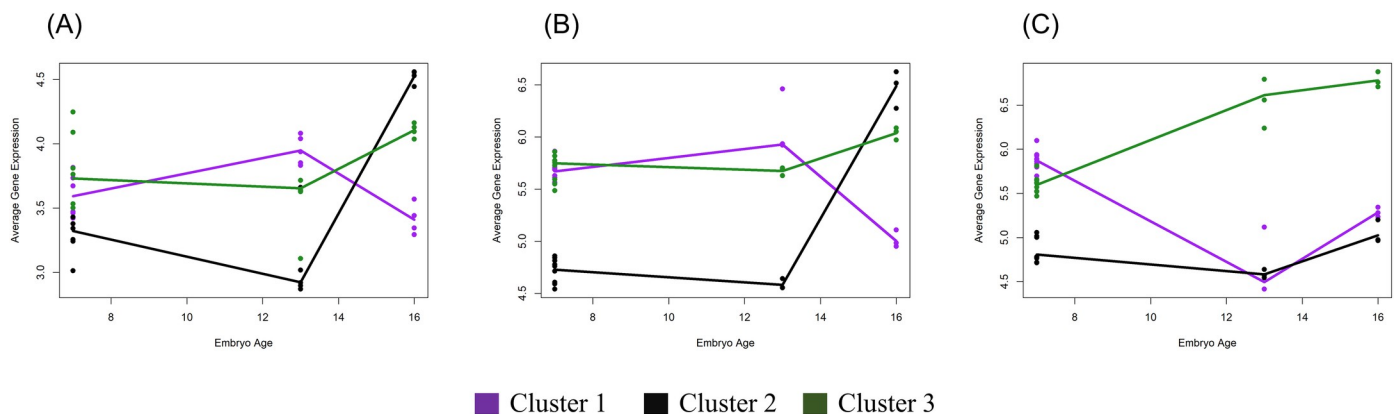 (A)
(B)
(C)
Average Gene Expression
4.5
4.0
3.5
3.0
8 10 12 14 16
Embryo Age
Average Gene Expression
6.5
6.0
5.5
5.0
4.5
8 10 12 14 16
Embryo Age
Average Gene Expression
6.5
6.0
5.5
5.0
4.5
8 10 12 14 16
Embryo Age
Cluster 1 Cluster 2 Cluster 3